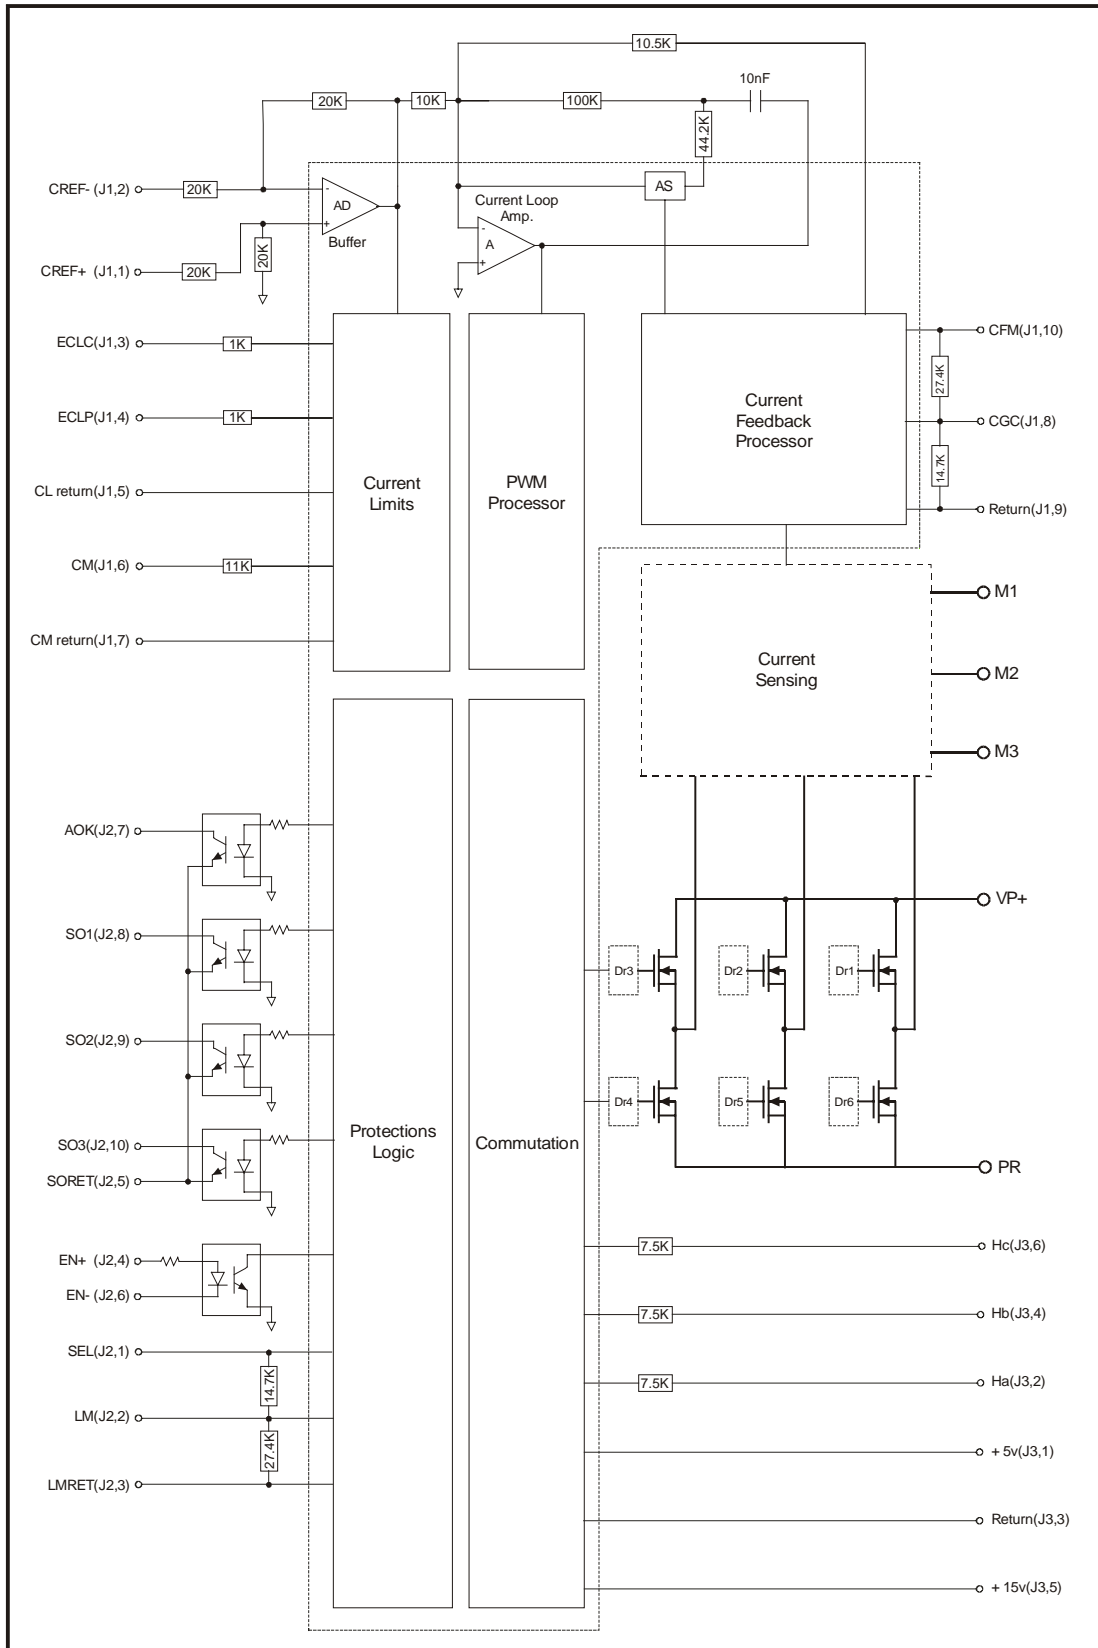 10.5K
10nF
20K
10K
100K
44.2K
CREF- (J1,2)
20K
AD
Buffer
AS
Current Loop
Amp.
A
20K
CREF+ (J1,1)
20K
ECLC(J1,3)
1K
ECLP(J1,4)
1K
CL return(J1,5)
CM(J1,6)
11K
CM return(J1,7)
Current
Limits
PWM
Processor
Current
Feedback
Processor
CFM(J1,10)
27.4K
CGC(J1,8)
14.7K
Return(J1,9)
Current
Sensing
M1
M2
M3
AOK(J2,7)
SO1(J2,8)
SO2(J2,9)
SO3(J2,10)
SORET(J2,5)
EN+ (J2,4)
EN- (J2,6)
SEL(J2,1)
14.7K
LM(J2,2)
27.4K
LMRET(J2,3)
Protections
Logic
Commutation
VP+
Dr3
Dr2
Dr1
Dr4
Dr5
Dr6
PR
7.5K
Hc(J3,6)
7.5K
Hb(J3,4)
7.5K
Ha(J3,2)
+ 5v(J3,1)
Return(J3,3)
+ 15v(J3,5)